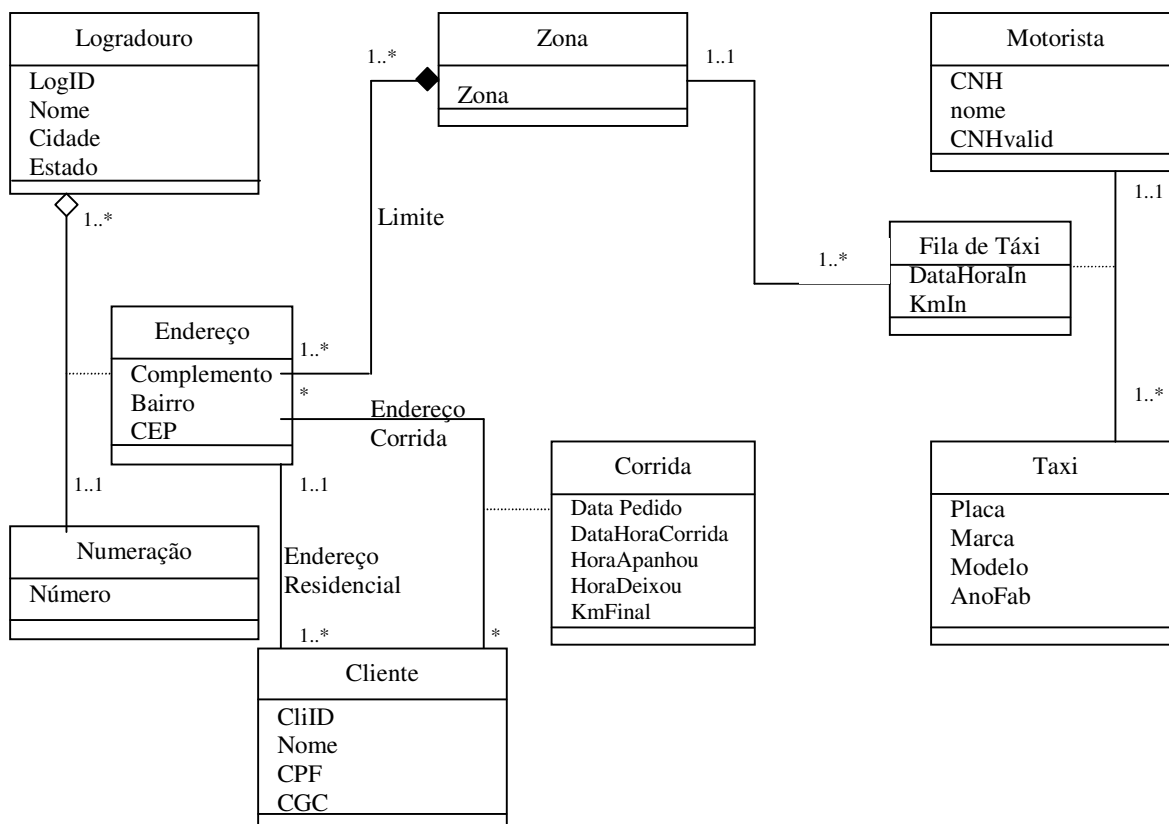 Logradouro
LogID
Nome
Cidade
Estado
1..*
Zona
Zona
1..*
1..1
Motorista
CNH
nome
CNHvalid
1..1
Limite
Fila de Táxi
DataHoraIn
KmIn
1..*
Endereço
Complemento
Bairro
CEP
1..*
*
Endereço
Corrida
1..*
1..1
1..1
Numeração
Número
Endereço
Residencial
Corrida
Data Pedido
DataHoraCorrida
HoraApanhou
HoraDeixou
KmFinal
Taxi
Placa
Marca
Modelo
AnoFab
1..*
*
Cliente
CliID
Nome
CPF
CGC